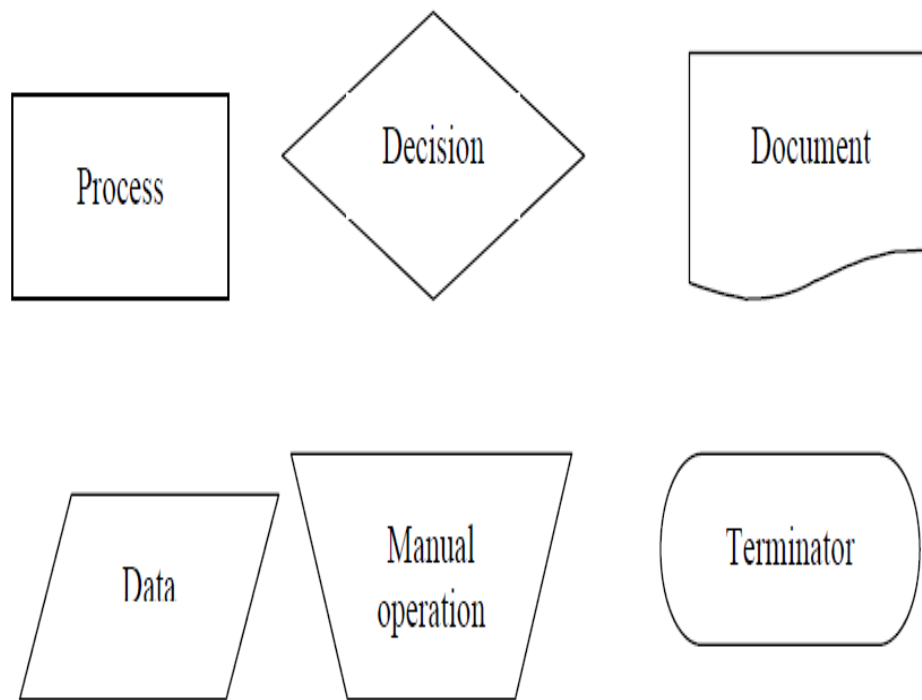 Process
Decision
Document
Data
Manual
operation
Terminator